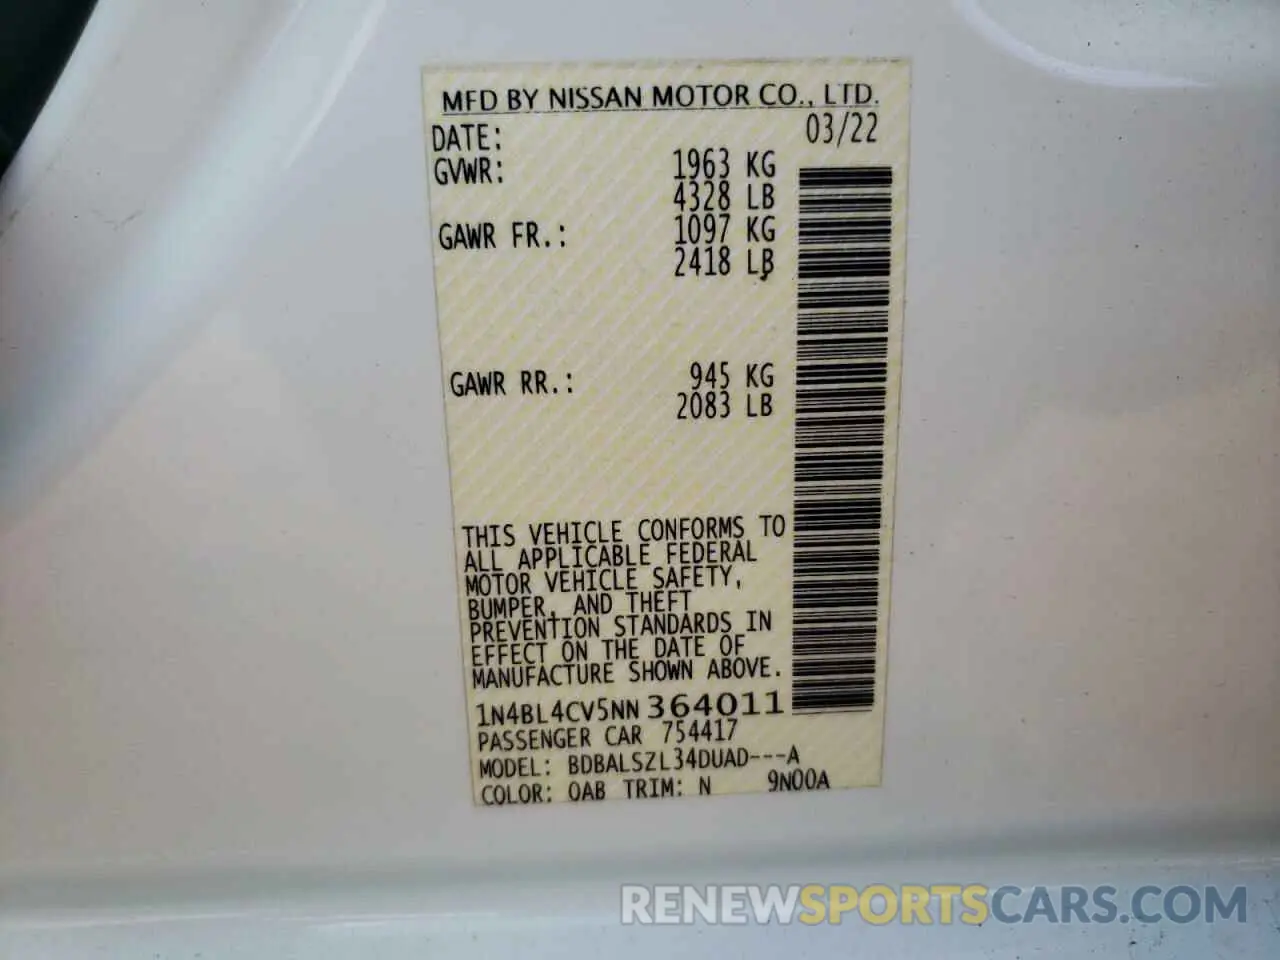 MFD BY NISSAN MOTOR CO., LTD.
DATE: 03/22
GVWR: 1963 KG
4328 LB
GAWR FR.: 1097 KG
2418 LB
GAWR RR.: 945 KG
2083 LB
THIS VEHICLE CONFORMS TO
ALL APPLICABLE FEDERAL
MOTOR VEHICLE SAFETY,
BUMPER, AND THEFT
PREVENTION STANDARDS IN
EFFECT ON THE DATE OF
MANUFACTURE SHOWN ABOVE.
1N4BL4CV5NN364011
PASSENGER CAR 754417
MODEL: BDBALSZL34DUAD---A
COLOR: QAB TRIM: N 9N00A
RENEWSPORTSCARS.COM